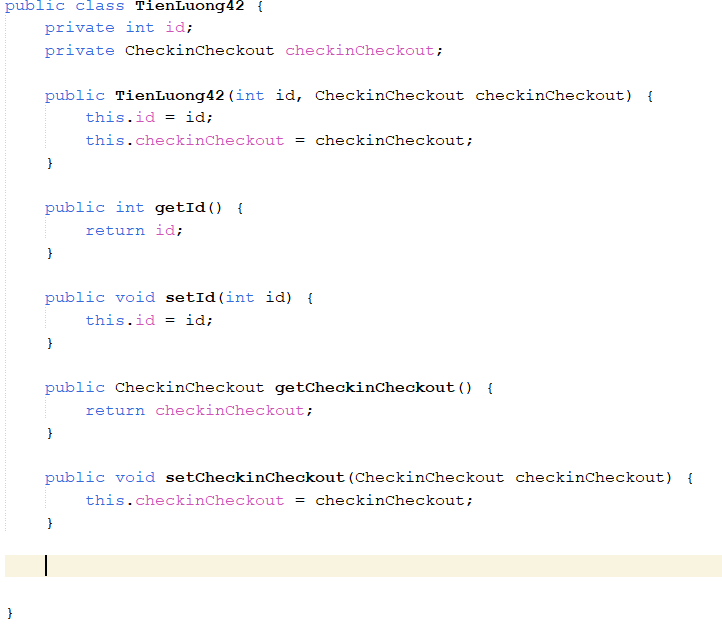 public class TienLuong42 {
    private int id;
    private CheckinCheckout checkinCheckout;
    public TienLuong42(int id, CheckinCheckout checkinCheckout) {
        this.id = id;
        this.checkinCheckout = checkinCheckout;
    }
    public int getId() {
        return id;
    }
    public void setId(int id) {
        this.id = id;
    }
    public CheckinCheckout getCheckinCheckout() {
        return checkinCheckout;
    }
    public void setCheckinCheckout(CheckinCheckout checkinCheckout) {
        this.checkinCheckout = checkinCheckout;
    }
}